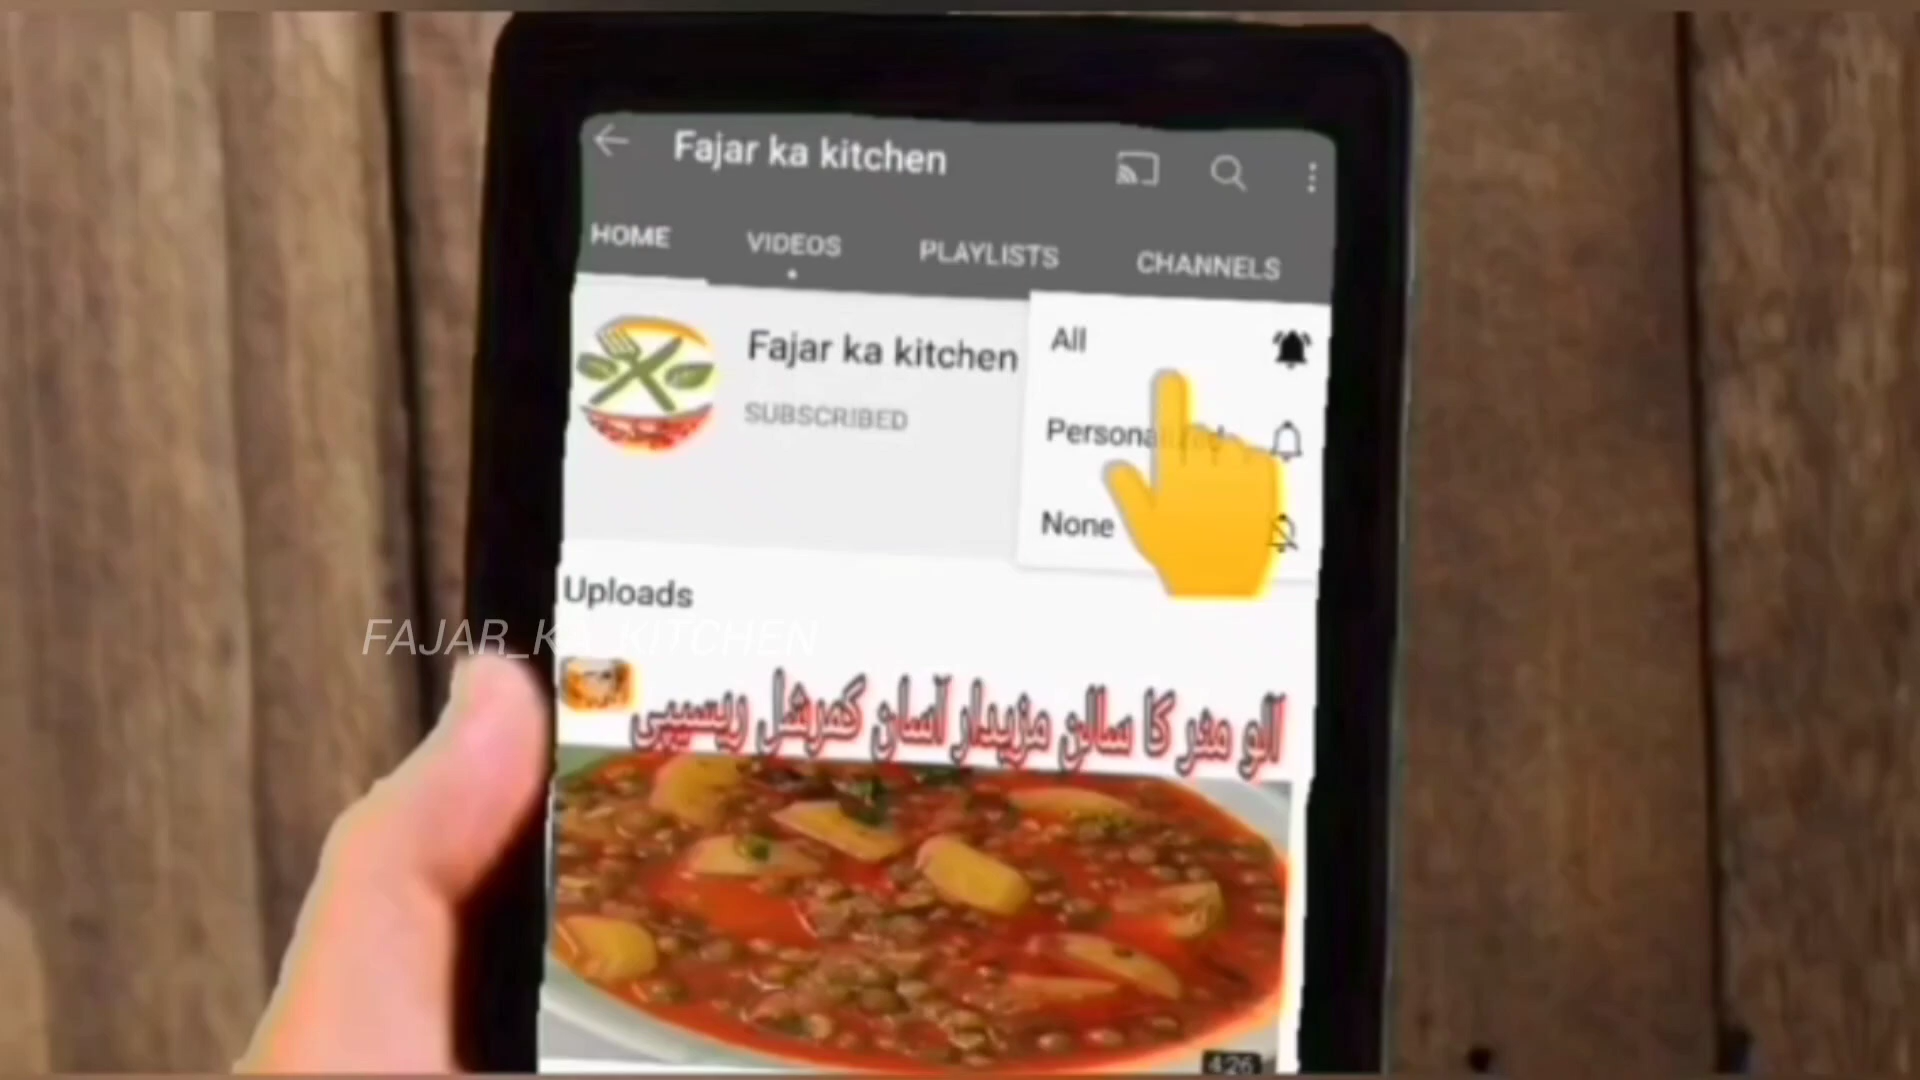 Fajar ka kitchen
HOME VIDEOS PLAYLISTS CHANNELS
Fajar ka kitchen
SUBSCRIBED
All
None
Uploads
FAJAR_KA_KITCHEN
آلو مٹر کا سالن مزیدار آسان کمرشل ریسیپی
4:26